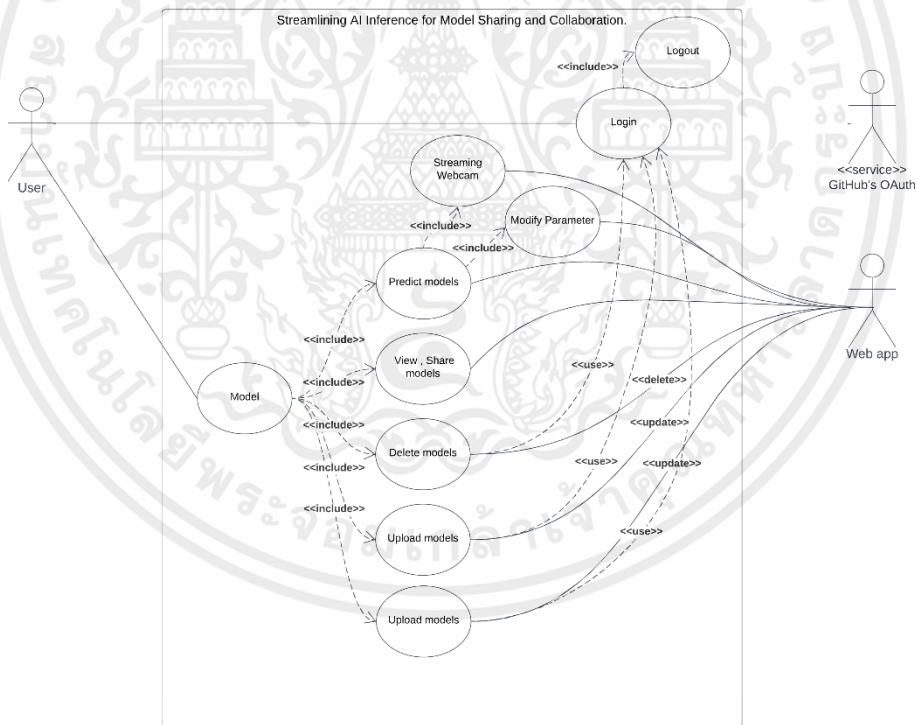 Streamlining AI Inference for Model Sharing and Collaboration.
Logout
<<include>>
Login
User
<<service>>
GitHub's OAuth
Streaming
Webcam
<<include>>
Modify Parameter
<<include>>
Predict models
<<include>>
View , Share
models
<<include>>
Model
<<include>>
Delete models
<<include>>
<<include>>
Upload models
Upload models
<<use>>
<<delete>>
<<update>>
<<use>>
<<update>>
<<use>>
Web app